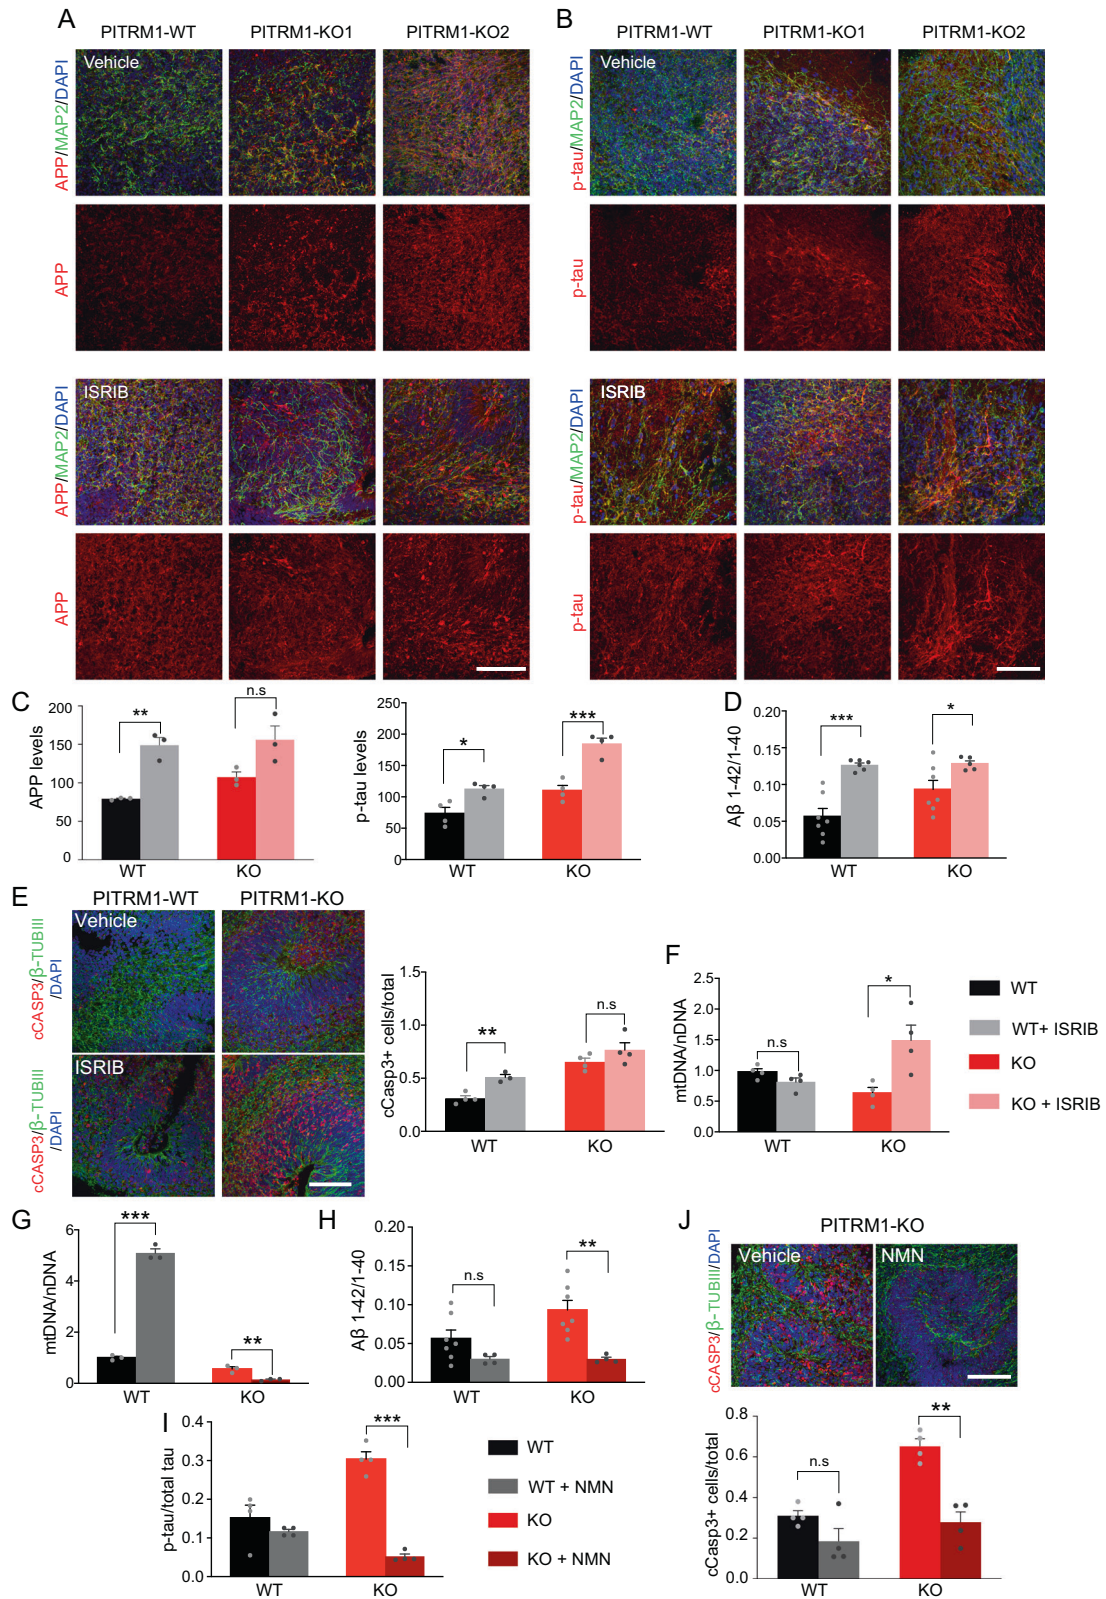 A
PITRM1-WT PITRM1-KO1 PITRM1-KO2
Vehicle
APP/MAP2/DAPI
APP
ISRIB
APP/MAP2/DAPI
APP
B
PITRM1-WT PITRM1-KO1 PITRM1-KO2
Vehicle
p-tau/MAP2/DAPI
p-tau
ISRIB
p-tau/MAP2/DAPI
p-tau
C
APP levels
200
150
100
50
0
**
n.s
WT KO
p-tau levels
250
200
150
100
50
0
*
***
WT KO
D
Aβ 1-42/1-40
0.20
0.15
0.10
0.05
0.00
***
*
WT KO
E
PITRM1-WT PITRM1-KO
Vehicle
cCASP3/β-TUBIII
/DAPI
ISRIB
cCASP3/β-TUBIII
/DAPI
cCasp3+ cells/total
1.5
1.0
0.5
0.0
**
n.s
WT KO
F
mtDNA/nDNA
2.5
2.0
1.5
1.0
0.5
0.0
n.s
*
WT KO
WT
WT+ ISRIB
KO
KO + ISRIB
G
mtDNA/nDNA
6
4
2
0
***
**
WT KO
H
Aβ 1-42/1-40
0.20
0.15
0.10
0.05
0.00
n.s
**
WT KO
I
p-tau/total tau
0.4
0.3
0.2
0.1
0.0
***
WT KO
WT
WT + NMN
KO
KO + NMN
J
PITRM1-KO
Vehicle NMN
cCASP3/β-TUBIII/DAPI
cCasp3+ cells/total
0.8
0.6
0.4
0.2
0.0
n.s
**
WT KO